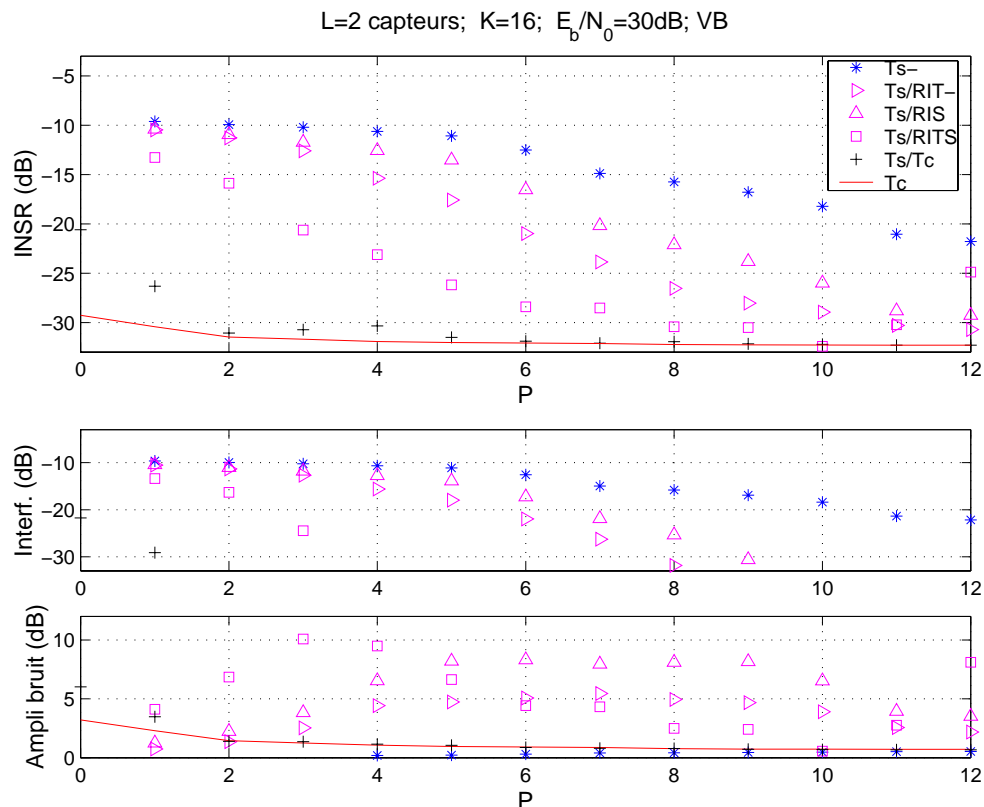 L=2 capteurs; K=16; E_b/N_0=30dB; VB
INSR (dB)
−5
−10
−15
−20
−25
−30
0 2 4 6 8 10 12
P
Ts−
Ts/RIT−
Ts/RIS
Ts/RITS
Ts/Tc
Tc
Interf. (dB)
−10
−20
−30
0 2 4 6 8 10 12
Ampli bruit (dB)
10
5
0
0 2 4 6 8 10 12
P